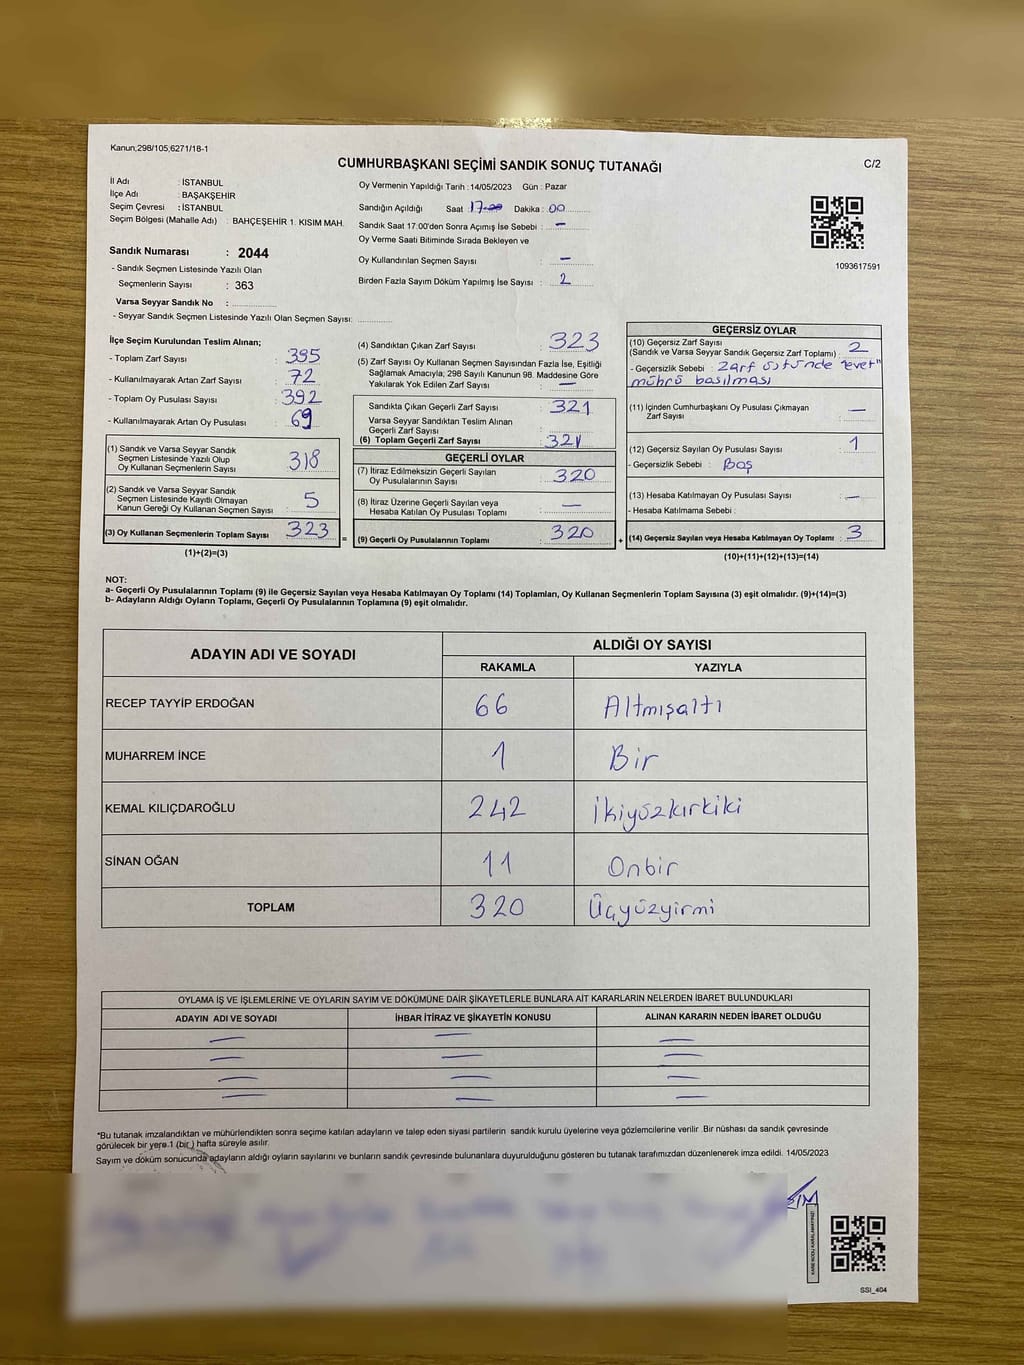 Kanun;298/105,6271/18-1
CUMHURBAŞKANI SEÇİMİ SANDIK SONUÇ TUTANAĞI
C/2
İl Adı : İSTANBUL
İlçe Adı : BAŞAKŞEHİR
Seçim Çevresi : İSTANBUL
Seçim Bölgesi (Mahalle Adı) : BAHÇEŞEHİR 1. KISIM MAH.
Oy Vermenin Yapıldığı Tarih :14/05/2023 Gün : Pazar
Sandığın Açıldığı Saat : 17 Dakika : 00
Sandık Saat 17:00'den Sonra Açımış İse Sebebi : –
Oy Verme Saati Bitiminde Sırada Bekleyen ve
Oy Kullandırılan Seçmen Sayısı : –
Birden Fazla Sayım Döküm Yapılmış İse Sayısı : 2
1093617591
Sandık Numarası : 2044
- Sandık Seçmen Listesinde Yazılı Olan
Seçmenlerin Sayısı : 363
Varsa Seyyar Sandık No :
- Seyyar Sandık Seçmen Listesinde Yazılı Olan Seçmen Sayısı:
İlçe Seçim Kurulundan Teslim Alınan;
- Toplam Zarf Sayısı : 395
- Kullanılmayarak Artan Zarf Sayısı : 72
- Toplam Oy Pusulası Sayısı : 392
- Kullanılmayarak Artan Oy Pusulası : 69
(1) Sandık ve Varsa Seyyar Sandık
Seçmen Listesinde Yazılı Olup
Oy Kullanan Seçmenlerin Sayısı : 318
(2) Sandık ve Varsa Seyyar Sandık
Seçmen Listesinde Kayıtlı Olmayan
Kanun Gereği Oy Kullanan Seçmen Sayısı : 5
(3) Oy Kullanan Seçmenlerin Toplam Sayısı : 323
(1)+(2)=(3)
=
(4) Sandıktan Çıkan Zarf Sayısı : 323
(5) Zarf Sayısı Oy Kullanan Seçmen Sayısından Fazla İse, Eşitliği
Sağlamak Amacıyla; 298 Sayılı Kanunun 98. Maddesine Göre
Yakılarak Yok Edilen Zarf Sayısı : –
Sandıkta Çıkan Geçerli Zarf Sayısı : 321
Varsa Seyyar Sandıktan Teslim Alınan
Geçerli Zarf Sayısı :
(6) Toplam Geçerli Zarf Sayısı : 321
GEÇERLİ OYLAR
(7) İtiraz Edilmeksizin Geçerli Sayılan
Oy Pusulalarının Sayısı : 320
(8) İtiraz Üzerine Geçerli Sayılan veya
Hesaba Katılan Oy Pusulası Toplamı : –
(9) Geçerli Oy Pusulalarının Toplamı : 320
+
GEÇERSİZ OYLAR
(10) Geçersiz Zarf Sayısı
(Sandık ve Varsa Seyyar Sandık Geçersiz Zarf Toplamı) : 2
- Geçersizlik Sebebi : Zarf üstünde "evet"
mührü basılması
(11) İçinden Cumhurbaşkanı Oy Pusulası Çıkmayan
Zarf Sayısı : –
(12) Geçersiz Sayılan Oy Pusulası Sayısı : 1
- Geçersizlik Sebebi : Boş
(13) Hesaba Katılmayan Oy Pusulası Sayısı : –
- Hesaba Katılmama Sebebi :
(14) Geçersiz Sayılan veya Hesaba Katılmayan Oy Toplamı : 3
(10)+(11)+(12)+(13)=(14)
NOT:
a- Geçerli Oy Pusulalarının Toplamı (9) ile Geçersiz Sayılan veya Hesaba Katılmayan Oy Toplamı (14) Toplamları, Oy Kullanan Seçmenlerin Toplam Sayısına (3) eşit olmalıdır. (9)+(14)=(3)
b- Adayların Aldığı Oyların Toplamı, Geçerli Oy Pusulalarının Toplamına (9) eşit olmalıdır.
ADAYIN ADI VE SOYADI
ALDIĞI OY SAYISI
RAKAMLA YAZIYLA
RECEP TAYYİP ERDOĞAN 66 Altmışaltı
MUHARREM İNCE 1 Bir
KEMAL KILIÇDAROĞLU 242 İkiyüzkırkiki
SİNAN OĞAN 11 Onbir
TOPLAM 320 Üçyüzyirmi
OYLAMA İŞ VE İŞLEMLERİNE VE OYLARIN SAYIM VE DÖKÜMÜNE DAİR ŞİKAYETLERLE BUNLARA AİT KARARLARIN NELERDEN İBARET BULUNDUKLARI
ADAYIN ADI VE SOYADI İHBAR İTİRAZ VE ŞİKAYETİN KONUSU ALINAN KARARIN NEDEN İBARET OLDUĞU
– – –
– – –
– – –
– – –
*Bu tutanak imzalandıktan ve mühürlendikten sonra seçime katılan adayların ve talep eden siyasi partilerin sandık kurulu üyelerine veya gözlemcilerine verilir. Bir nüshası da sandık çevresinde
görülecek bir yere 1 (bir ) hafta süreyle asılır.
Sayım ve döküm sonucunda adayların aldığı oyların sayılarını ve bunların sandık çevresinde bulunanlara duyurulduğunu gösteren bu tutanak tarafımızdan düzenlenerek imza edildi. 14/05/2023
KARE KODU KARALAMAYINIZ!
SSI_404